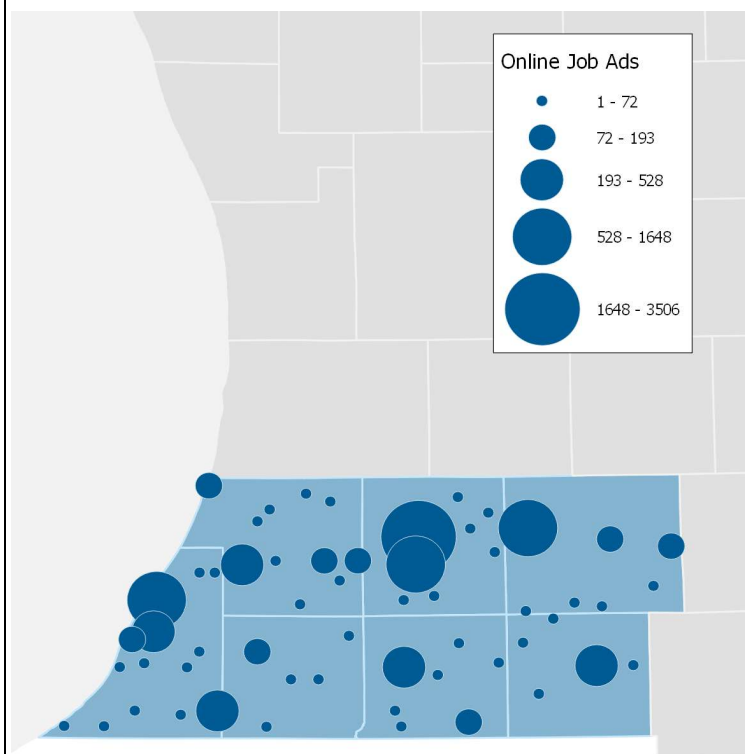 Online Job Ads
1 - 72
72 - 193
193 - 528
528 - 1648
1648 - 3506